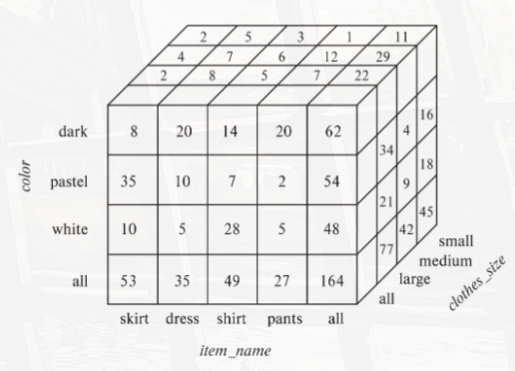 2 5 3 1 11
4 7 6 12 29
2 8 5 7 22
dark 8 20 14 20 62
34 4 16
pastel 35 10 7 2 54
21 9 18
white 10 5 28 5 48
77 42 45
all 53 35 49 27 164
small
medium
large
all
skirt dress shirt pants all
item_name
color
clothes_size